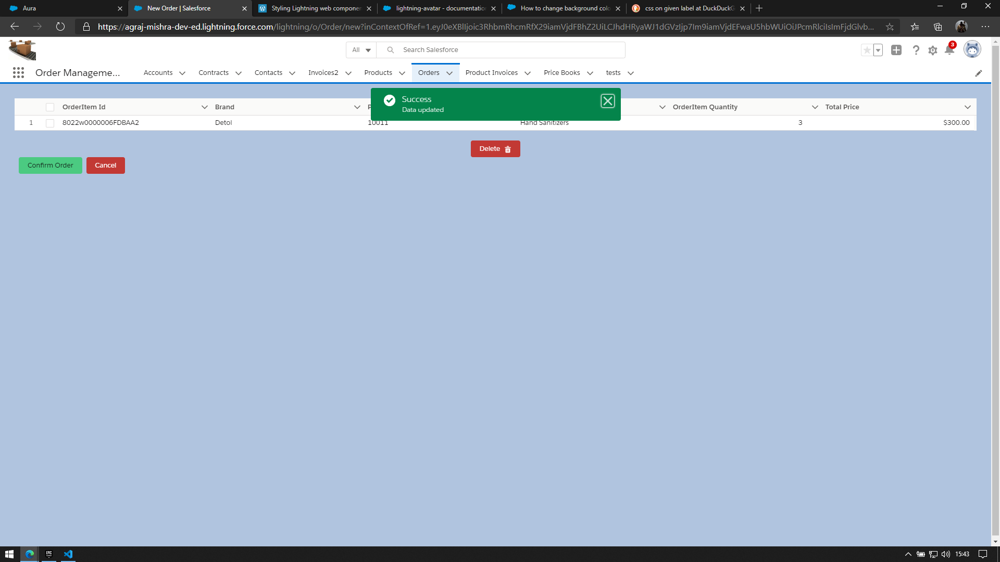 Aura
New Order | Salesforce
Styling Lightning web componen
lightning-avatar - documentation
How to change background colo
css on given label at DuckDuckG
https://agraj-mishra-dev-ed.lightning.force.com/lightning/o/Order/new?inContextOfRef=1.eyJ0eXBlIjoic3RhbmRhcmRfX29iamVjdFBhZ2UiLCJhdHRyaWJ1dGVzIjp7Im9iamVjdEFwaU5hbWUiOiJPcmRlciIsImFjdGlvb...
All
Search Salesforce
3
Order Manageme...
Accounts
Contracts
Contacts
Invoices2
Products
Orders
Product Invoices
Price Books
tests
Success
Data updated
OrderItem Id
Brand
OrderItem Quantity
Total Price
1
8022w0000006FDBAA2
Detol
10011
Hand Sanitizers
3
$300.00
Delete
Confirm Order
Cancel
EPIC
15:43